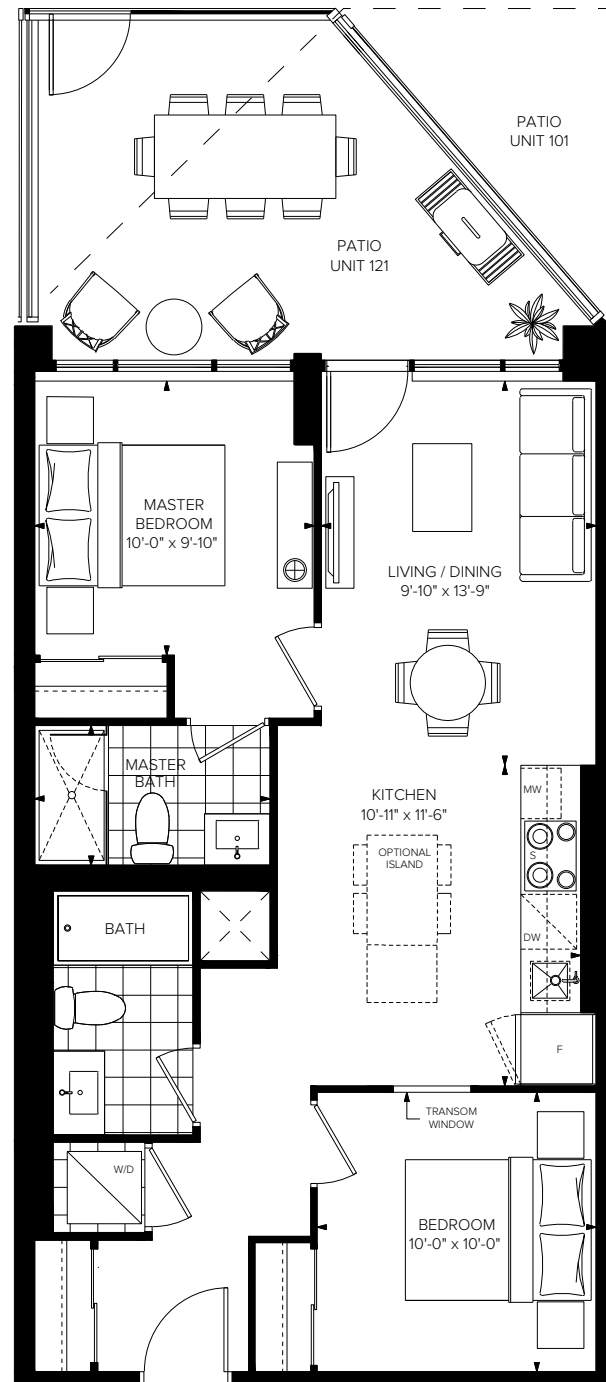 PATIO
UNIT 101
PATIO
UNIT 121
MASTER
BEDROOM
10'-0" x 9'-10"
LIVING / DINING
9'-10" x 13'-9"
MASTER
BATH
KITCHEN
10'-11" x 11'-6"
MW
OPTIONAL
ISLAND
S
BATH
DW
F
TRANSOM
WINDOW
W/D
BEDROOM
10'-0" x 10'-0"